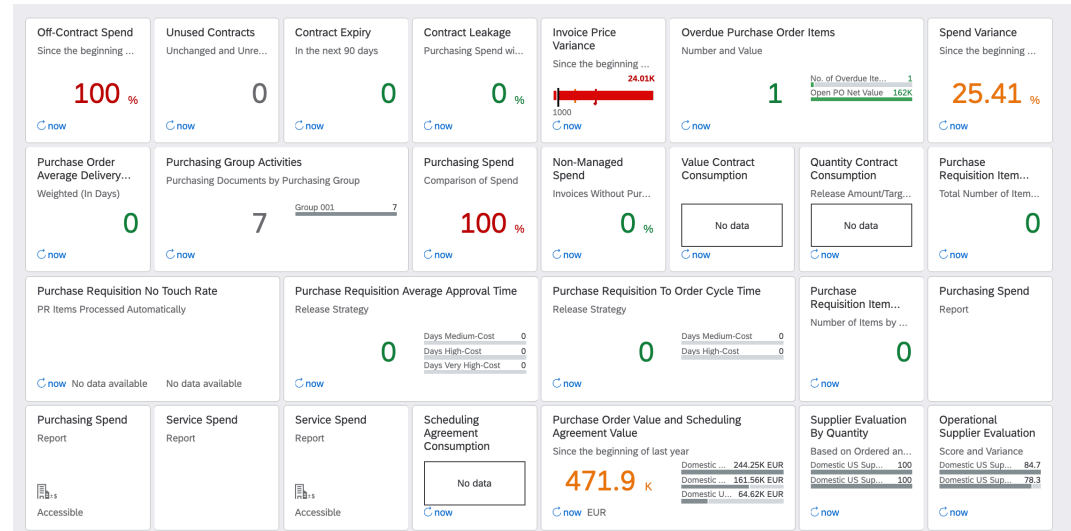 Off-Contract Spend
Since the beginning ...
100 %
now
Unused Contracts
Unchanged and Unre...
0
now
Contract Expiry
In the next 90 days
0
now
Contract Leakage
Purchasing Spend wi...
0 %
now
Invoice Price
Variance
Since the beginning ...
24.01K
1000
now
Overdue Purchase Order Items
Number and Value
1
No. of Overdue Ite... 1
Open PO Net Value 162K
now
Spend Variance
Since the beginning ...
25.41 %
now
Purchase Order
Average Delivery...
Weighted (In Days)
0
now
Purchasing Group Activities
Purchasing Documents by Purchasing Group
7
Group 001 7
now
Purchasing Spend
Comparison of Spend
100 %
now
Non-Managed
Spend
Invoices Without Pur...
0 %
now
Value Contract
Consumption
No data
now
Quantity Contract
Consumption
Release Amount/Targ...
No data
now
Purchase
Requisition Item...
Total Number of Item...
0
now
Purchase Requisition No Touch Rate
PR Items Processed Automatically
now No data available No data available
Purchase Requisition Average Approval Time
Release Strategy
0
Days Medium-Cost 0
Days High-Cost 0
Days Very High-Cost 0
now
Purchase Requisition To Order Cycle Time
Release Strategy
0
Days Medium-Cost 0
Days High-Cost 0
now
Purchase
Requisition Item...
Number of Items by ...
0
now
Purchasing Spend
Report
Purchasing Spend
Report
Accessible
Service Spend
Report
Service Spend
Report
Accessible
Scheduling
Agreement
Consumption
No data
now
Purchase Order Value and Scheduling
Agreement Value
Since the beginning of last year
471.9 K
Domestic ... 244.25K EUR
Domestic ... 161.56K EUR
Domestic U... 64.62K EUR
now EUR
Supplier Evaluation
By Quantity
Based on Ordered an...
Domestic US Sup... 100
Domestic US Sup... 100
now
Operational
Supplier Evaluation
Score and Variance
Domestic US Sup... 84.7
Domestic US Sup... 78.3
now